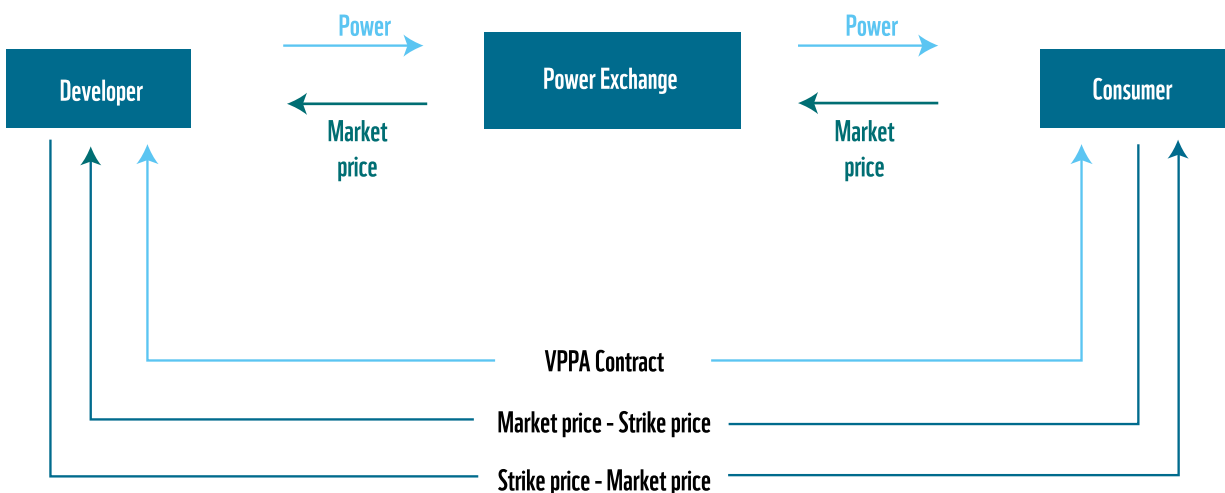 Power
Power
Developer
Power Exchange
Consumer
Market
price
Market
price
VPPA Contract
Market price - Strike price
Strike price - Market price